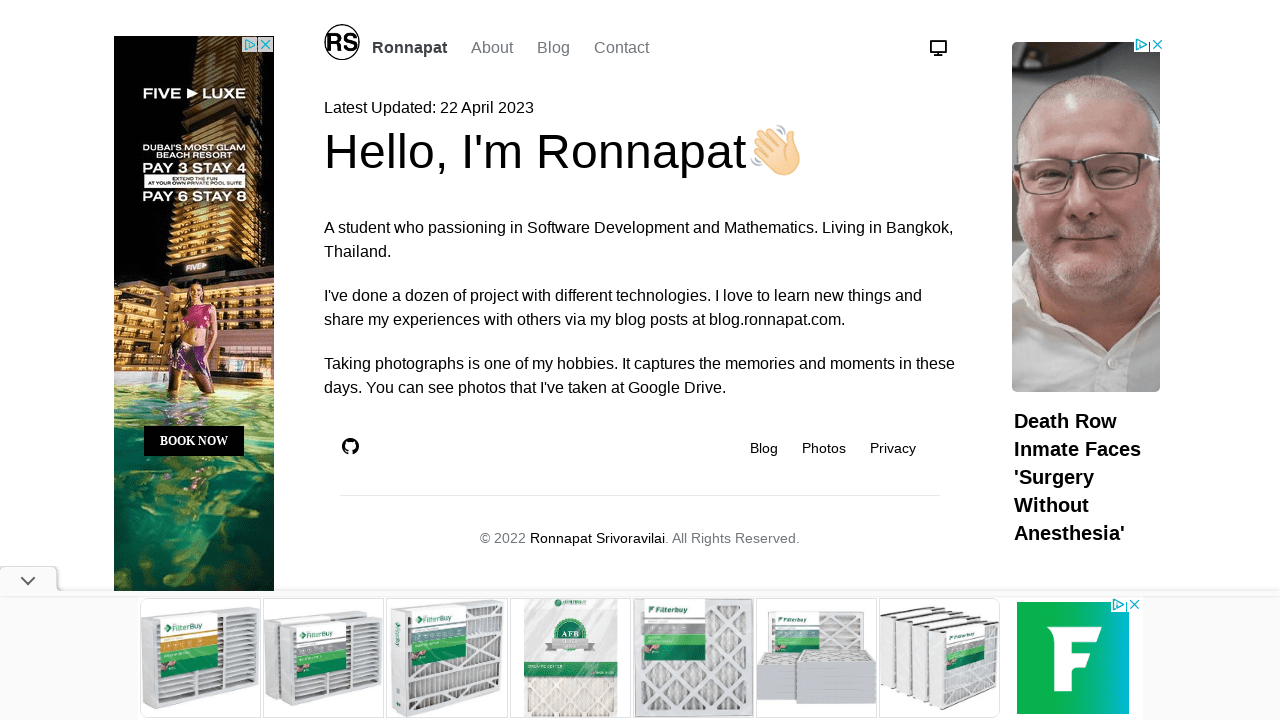 RS
Ronnapat About Blog Contact
FIVE LUXE
DUBAI'S MOST GLAM
BEACH RESORT
PAY 3 STAY 4
EXTEND THE FUN
AT YOUR OWN PRIVATE POOL SUITE
PAY 6 STAY 8
FIVE
BOOK NOW
Latest Updated: 22 April 2023
Hello, I'm Ronnapat
A student who passioning in Software Development and Mathematics. Living in Bangkok,
Thailand.
I've done a dozen of project with different technologies. I love to learn new things and
share my experiences with others via my blog posts at blog.ronnapat.com.
Taking photographs is one of my hobbies. It captures the memories and moments in these
days. You can see photos that I've taken at Google Drive.
Blog Photos Privacy
© 2022 Ronnapat Srivoravilai. All Rights Reserved.
Death Row
Inmate Faces
'Surgery
Without
Anesthesia'
FilterBuy
FilterBuy
FilterBuy
AFB
Filterbuy
Filterbuy
F